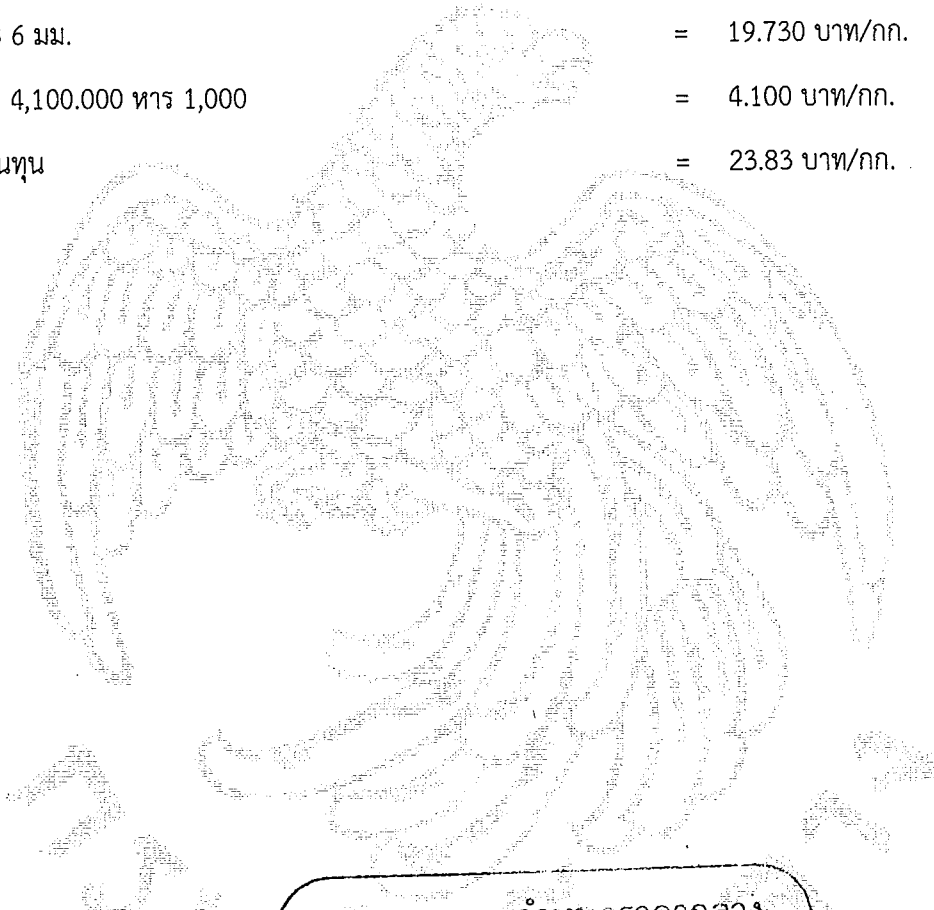 6 มม. = 19.730 บาท/กก.
4,100.000 หาร 1,000 = 4.100 บาท/กก.
นทุน = 23.83 บาท/กก.